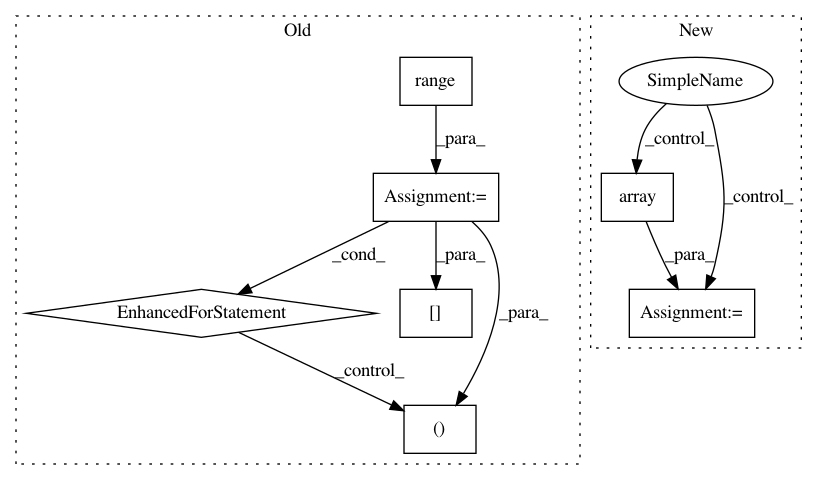 Old
New
range
SimpleName
_para_
_control_
Assignment:=
array
_control_
_cond_
_para_
_para_
EnhancedForStatement
[]
_para_
Assignment:=
_control_
()